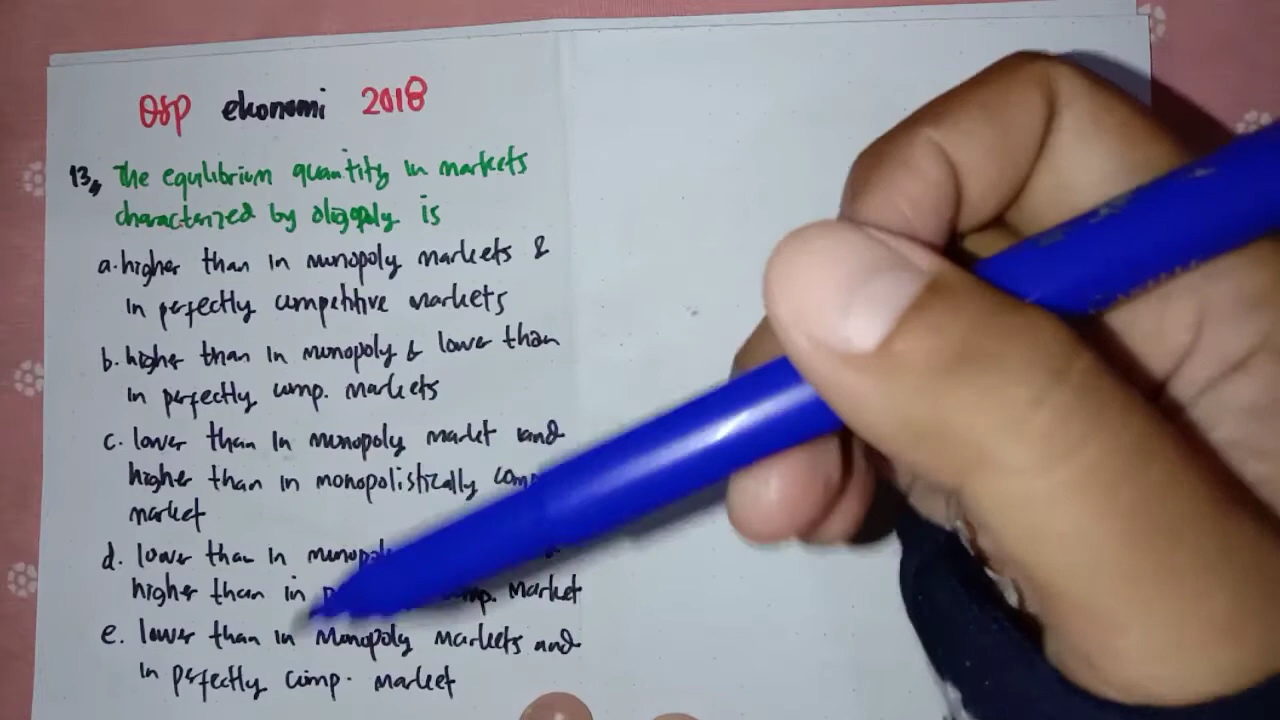 OSP ekonomi 2018
13, The equlibrium quantity in markets
characterized by oligoply is
a. higher than in monopoly markets &
in perfectly competitive markets
b. higher than in monopoly & lower than
in perfectly comp. markets
c. lower than in monopoly market and
higher than in monopolistically
market
d. lower than in
higher than in market
e. lower than in Monopoly markets and
in perfectly comp. market